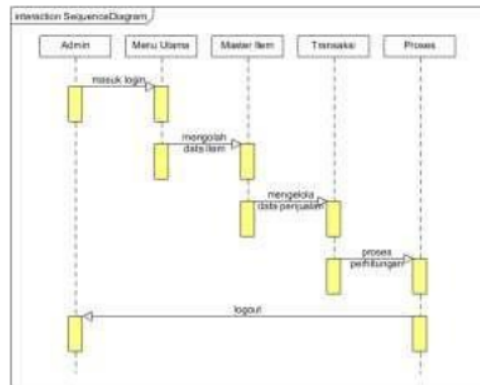 interaction SequenceDiagram
Admin
Menu Utama
Master Item
Transaksi
Proses
masuk login
mengolah
data item
mengelola
data penjualan
proses
perhitungan
logout